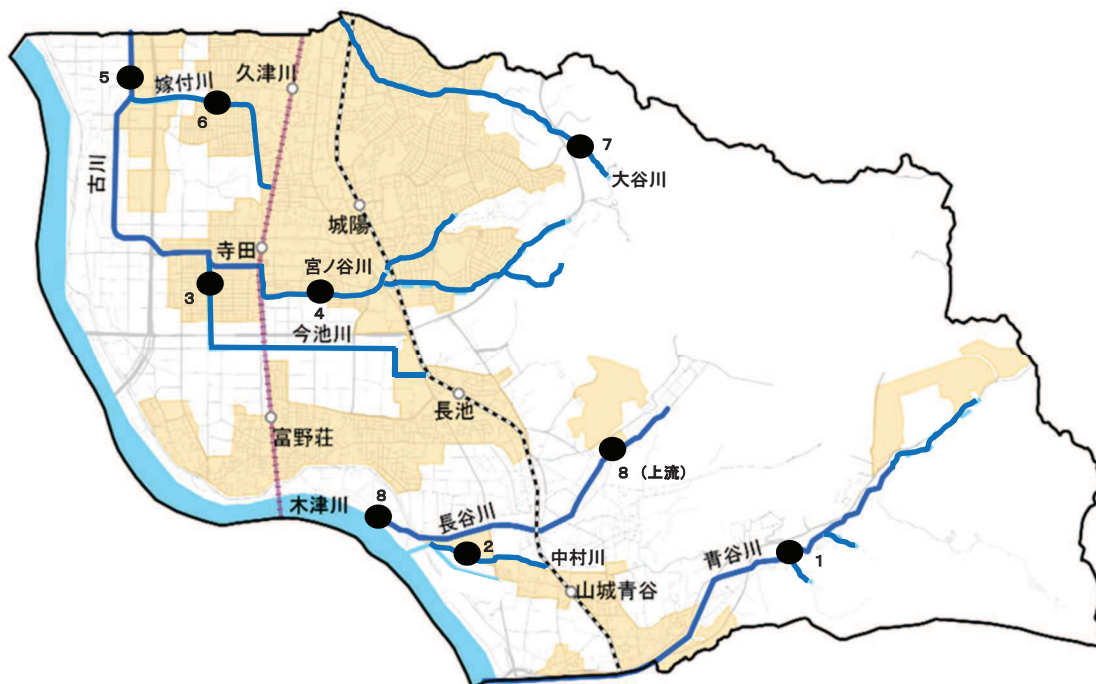 5
嫁付川
久津川
6
7
大谷川
古川
城陽
寺田
宮ノ谷川
3
4
今池川
長池
富野荘
8 (上流)
木津川
8
長谷川
2
中村川
青谷川
1
山城青谷